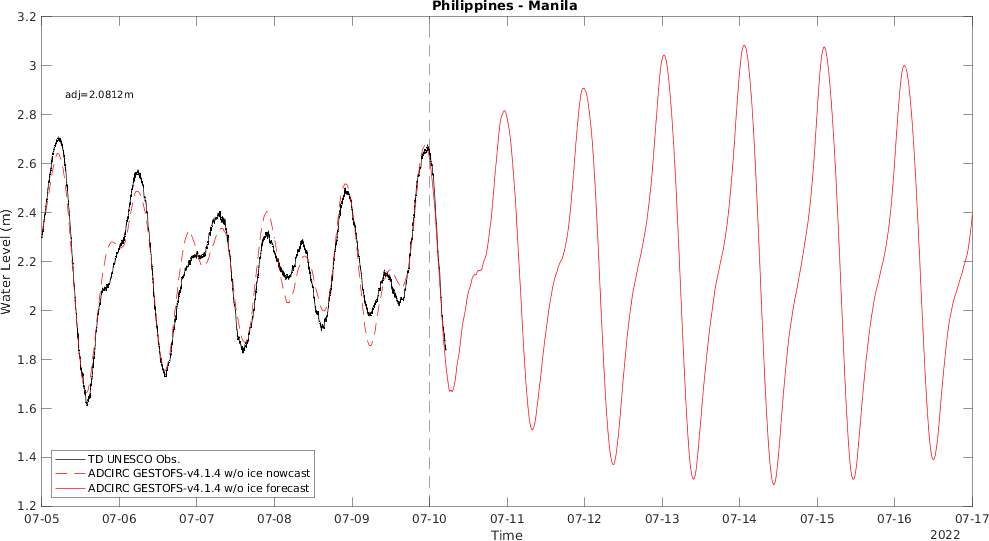 Philippines - Manila
3.2
3
2.8
2.6
2.4
2.2
2
1.8
1.6
1.4
1.2
Water Level (m)
adj=2.0812m
TD UNESCO Obs.
ADCIRC GESTOFS-v4.1.4 w/o ice nowcast
ADCIRC GESTOFS-v4.1.4 w/o ice forecast
07-05 07-06 07-07 07-08 07-09 07-10 07-11 07-12 07-13 07-14 07-15 07-16 07-17
Time
2022